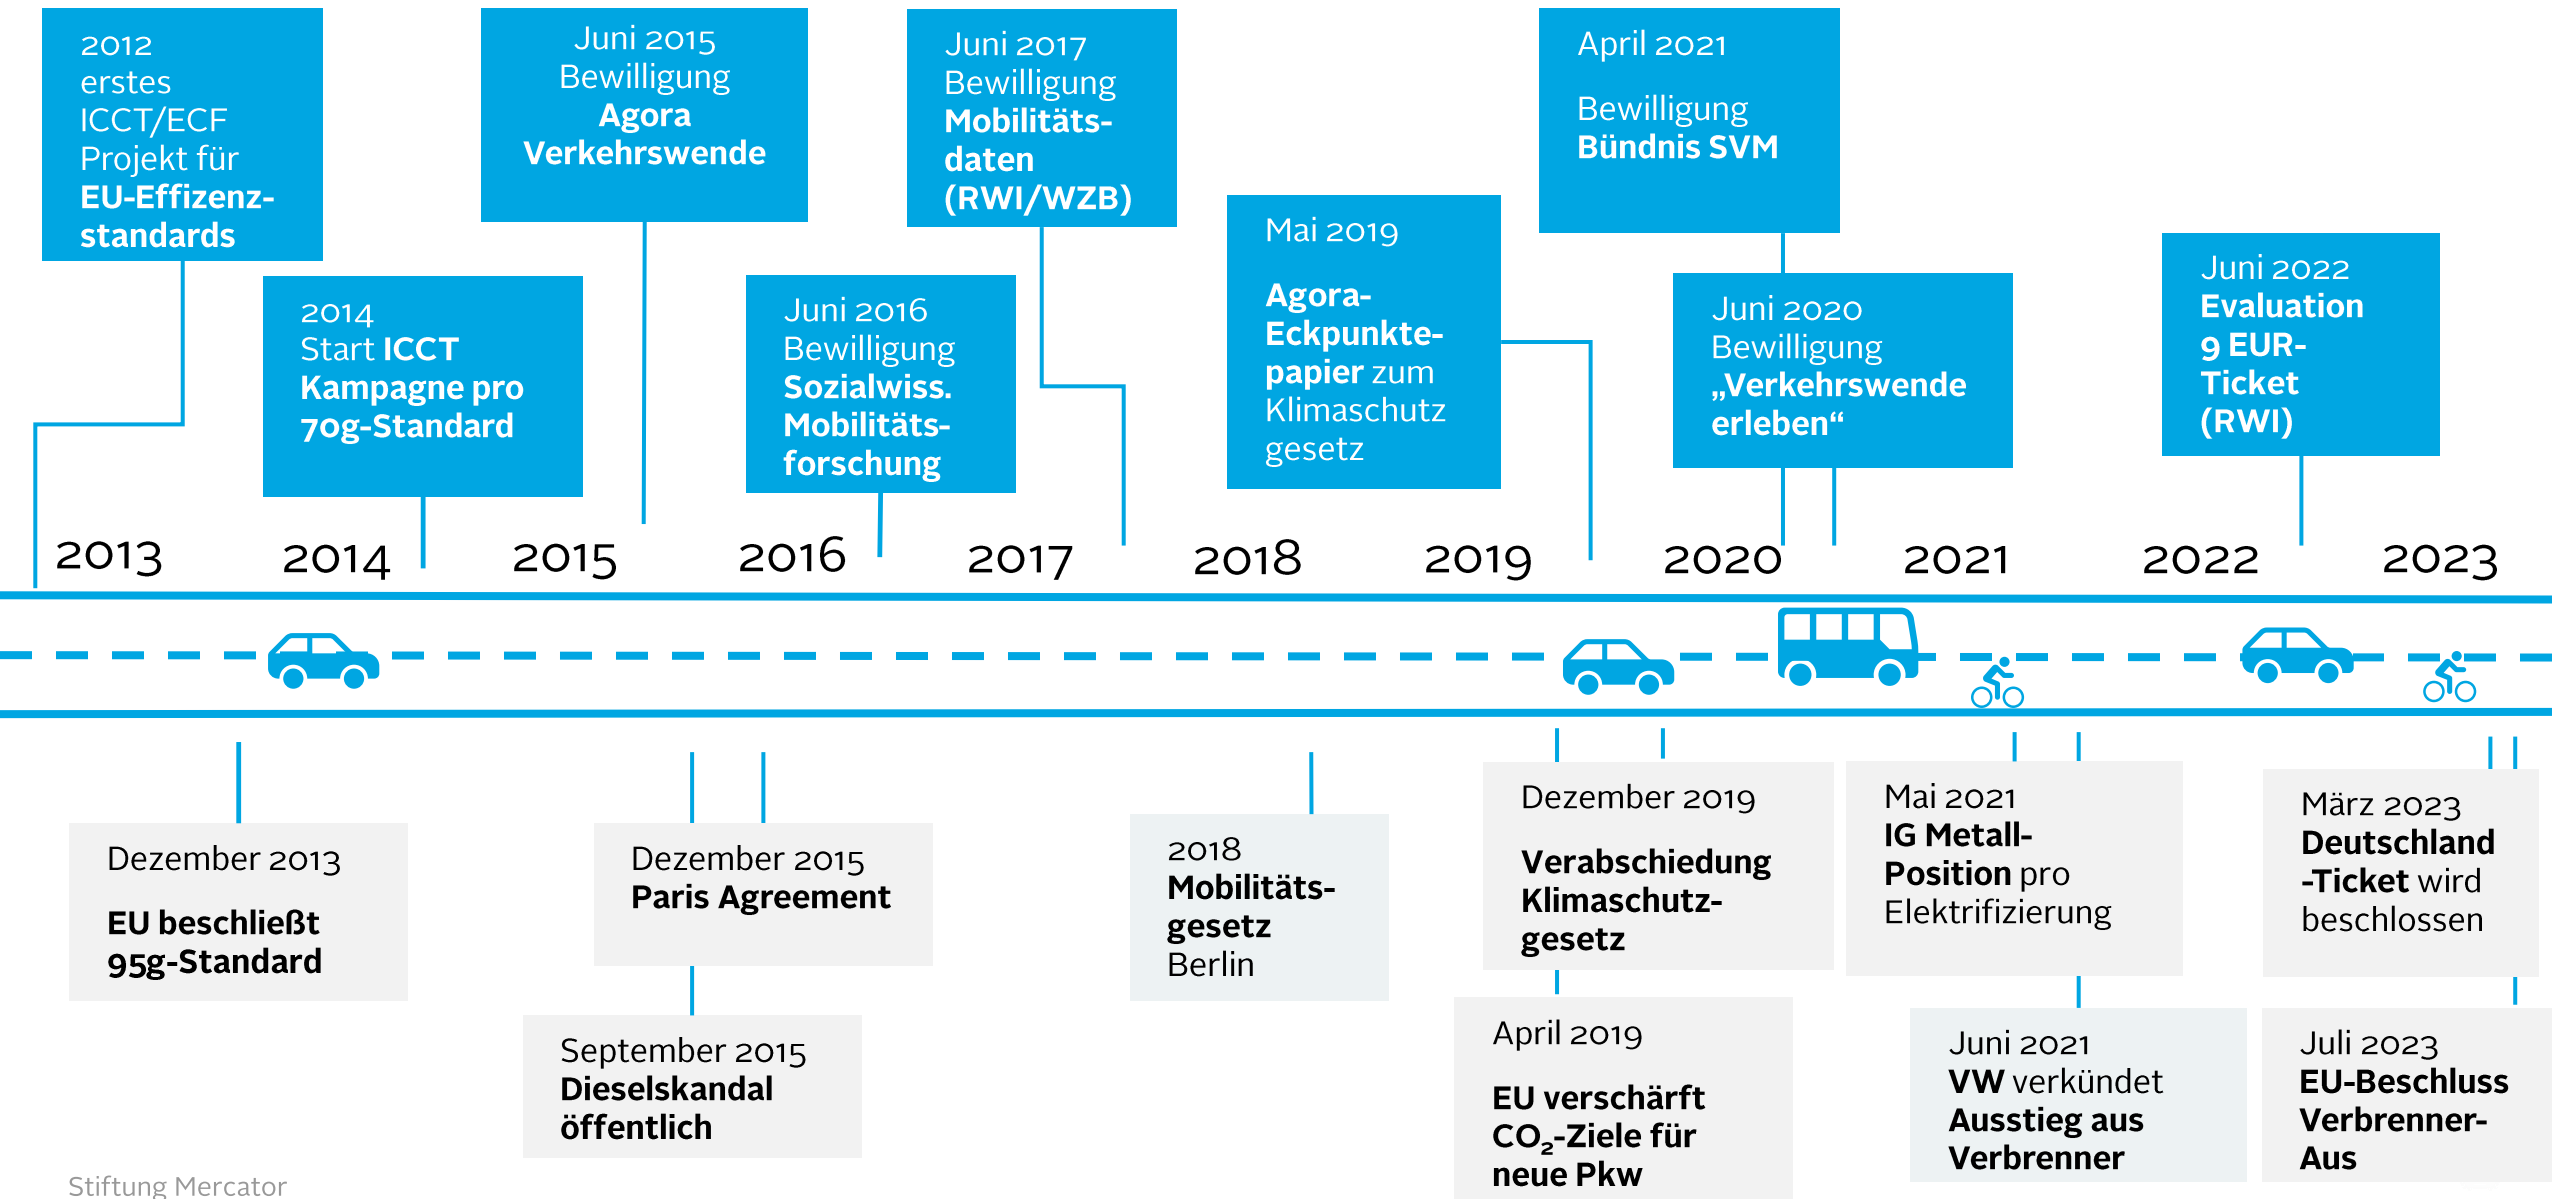 2012
erstes
ICCT/ECF
Projekt für
EU-Effizenz-
standards
2014
Start ICCT
Kampagne pro
70g-Standard
Juni 2015
Bewilligung
Agora
Verkehrswende
Juni 2016
Bewilligung
Sozialwiss.
Mobilitäts-
forschung
Juni 2017
Bewilligung
Mobilitäts-
daten
(RWI/WZB)
Mai 2019
Agora-
Eckpunkte-
papier zum
Klimaschutz
gesetz
April 2021
Bewilligung
Bündnis SVM
Juni 2020
Bewilligung
„Verkehrswende
erleben“
Juni 2022
Evaluation
9 EUR-
Ticket
(RWI)
2013 2014 2015 2016 2017 2018 2019 2020 2021 2022 2023
Dezember 2013
EU beschließt
95g-Standard
Dezember 2015
Paris Agreement
September 2015
Dieselskandal
öffentlich
2018
Mobilitäts-
gesetz
Berlin
Dezember 2019
Verabschiedung
Klimaschutz-
gesetz
April 2019
EU verschärft
CO₂-Ziele für
neue Pkw
Mai 2021
IG Metall-
Position pro
Elektrifizierung
Juni 2021
VW verkündet
Ausstieg aus
Verbrenner
März 2023
Deutschland
-Ticket wird
beschlossen
Juli 2023
EU-Beschluss
Verbrenner-
Aus
Stiftung Mercator